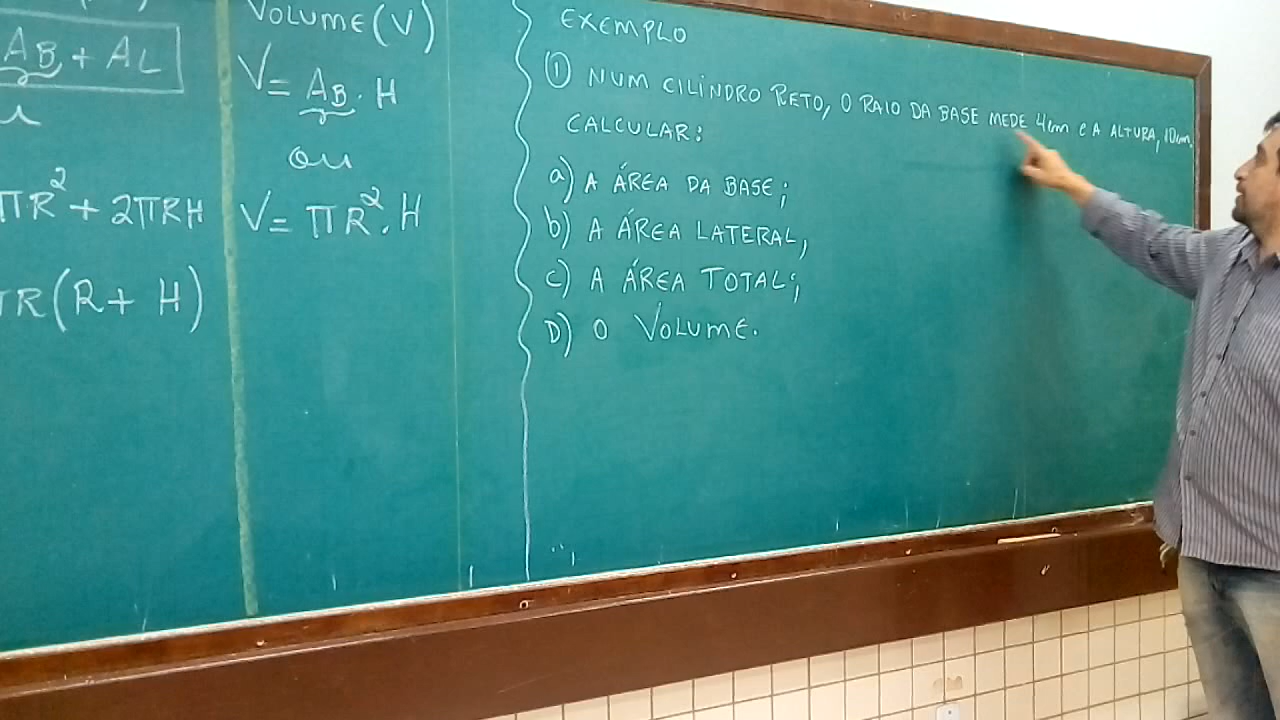 AB + AL
πR² + 2πRH
πR(R + H)
VOLUME (V)
V = AB . H
ou
V = πR² . H
EXEMPLO
① NUM CILINDRO RETO, O RAIO DA BASE MEDE 4cm E A ALTURA, 10cm.
CALCULAR:
a) A ÁREA DA BASE;
b) A ÁREA LATERAL;
c) A ÁREA TOTAL;
D) O VOLUME.